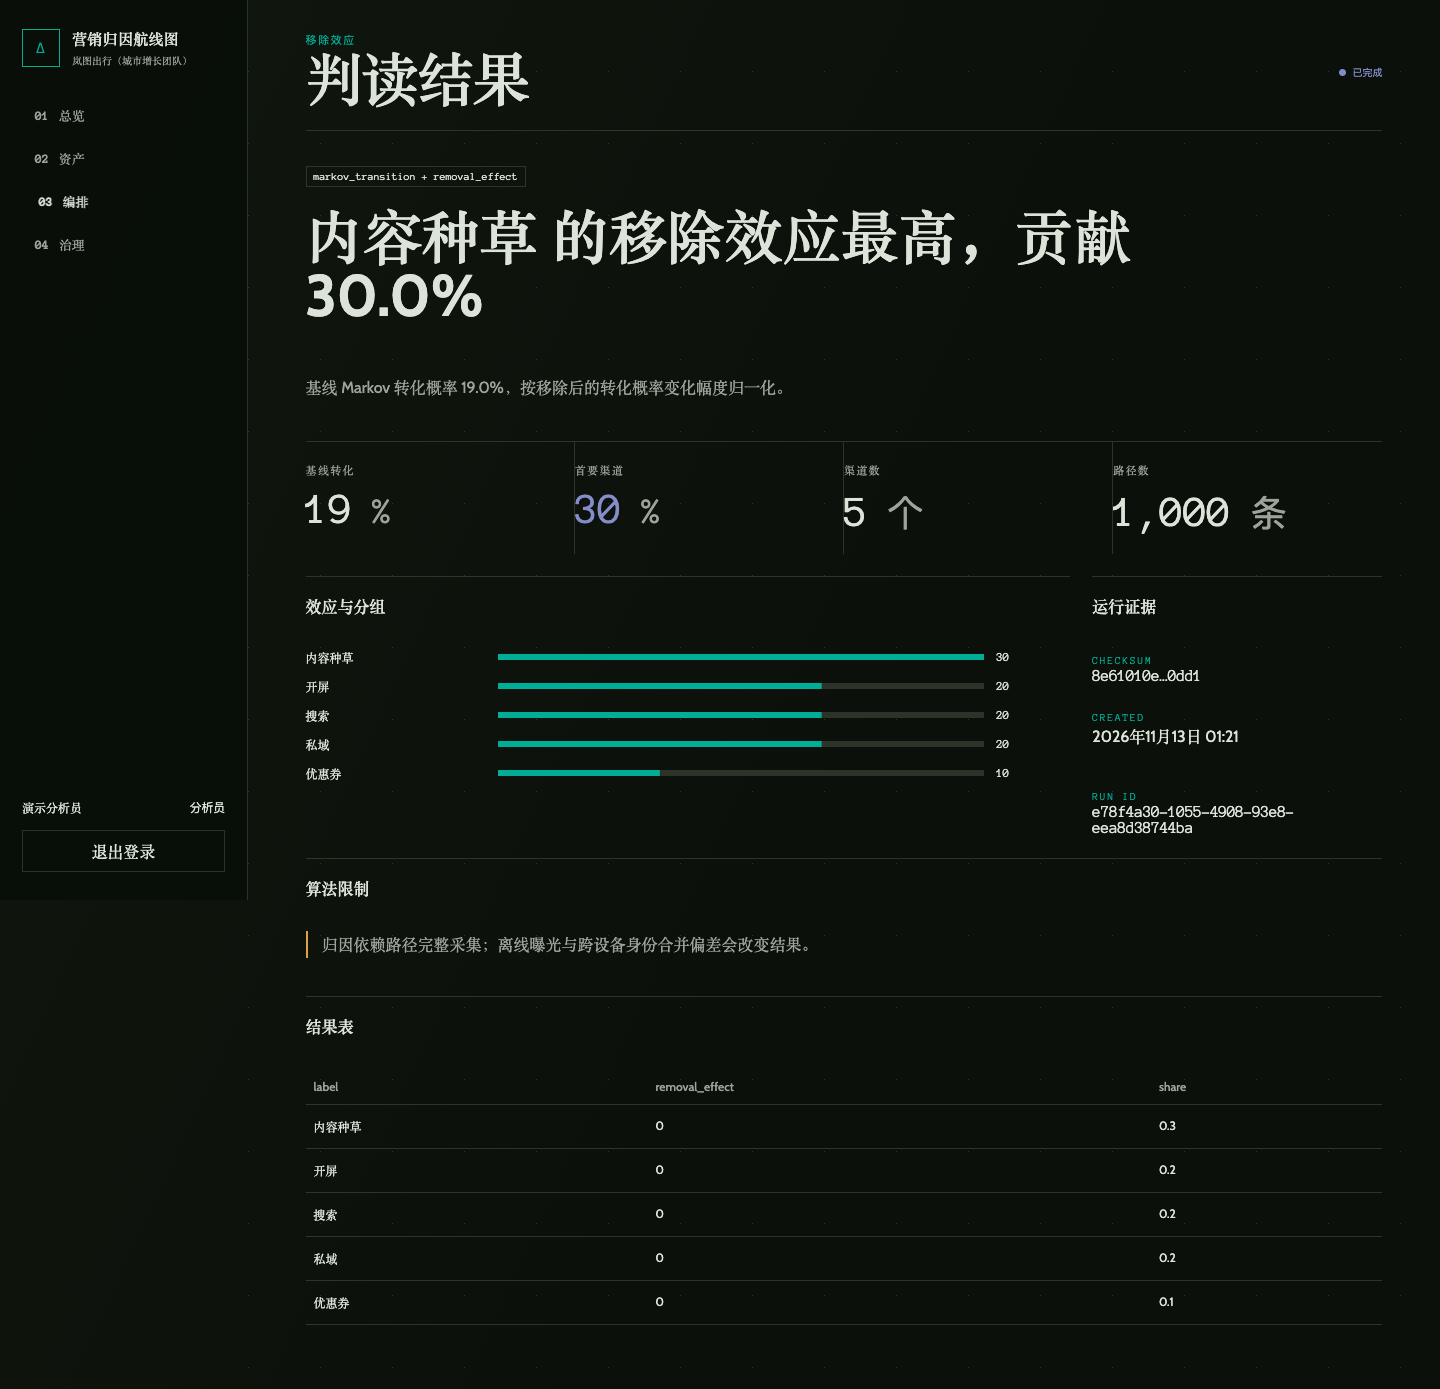 Δ
营销归因航线图
岚图出行（城市增长团队）
01 总览
02 资产
03 编排
04 治理
演示分析员 分析员
退出登录
移除效应
判读结果
已完成
markov_transition + removal_effect
内容种草 的移除效应最高，贡献
30.0%
基线 Markov 转化概率 19.0%，按移除后的转化概率变化幅度归一化。
基线转化
19 %
首要渠道
30 %
渠道数
5 个
路径数
1,000 条
效应与分组
内容种草 30
开屏 20
搜索 20
私域 20
优惠券 10
运行证据
CHECKSUM
8e61010e…0dd1
CREATED
2026年11月13日 01:21
RUN ID
e78f4a30-1055-4908-93e8-
eea8d38744ba
算法限制
归因依赖路径完整采集；离线曝光与跨设备身份合并偏差会改变结果。
结果表
label removal_effect share
内容种草 0 0.3
开屏 0 0.2
搜索 0 0.2
私域 0 0.2
优惠券 0 0.1